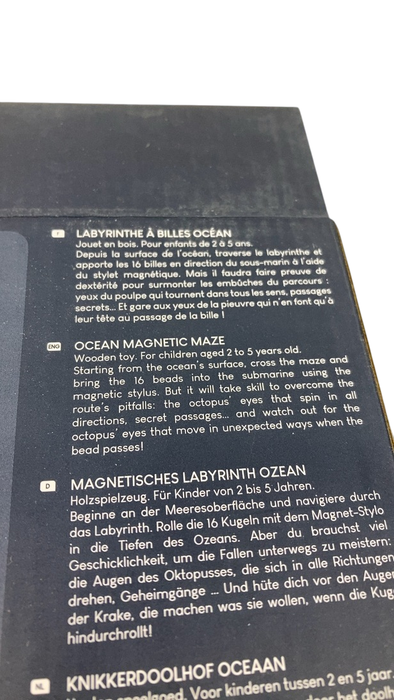 F
LABYRINTHE À BILLES OCÉAN
Jouet en bois. Pour enfants de 2 à 5 ans.
Depuis la surface de l'océan, traverse le labyrinthe et
apporte les 16 billes en direction du sous-marin à l'aide
du stylet magnétique. Mais il faudra faire preuve de
dextérité pour surmonter les embûches du parcours :
yeux du poulpe qui tournent dans tous les sens, passages
secrets... Et gare aux yeux de la pieuvre qui n'en font qu'à
leur tête au passage de la bille !
ENG
OCEAN MAGNETIC MAZE
Wooden toy. For children aged 2 to 5 years old.
Starting from the ocean's surface, cross the maze and
bring the 16 beads into the submarine using the
magnetic stylus. But it will take skill to overcome the
route's pitfalls: the octopus' eyes that spin in all
directions, secret passages... and watch out for the
octopus' eyes that move in unexpected ways when the
bead passes!
D
MAGNETISCHES LABYRINTH OZEAN
Holzspielzeug. Für Kinder von 2 bis 5 Jahren.
Beginne an der Meeresoberfläche und navigiere durch
das Labyrinth. Rolle die 16 Kugeln mit dem Magnet-Stylo
in die Tiefen des Ozeans. Aber du brauchst viel
Geschicklichkeit, um die Fallen unterwegs zu meistern:
die Augen des Oktopusses, die sich in alle Richtungen
drehen, Geheimgänge ... Und hüte dich vor den Augen
der Krake, die machen was sie wollen, wenn die Kug
hindurchrollt!
NL
KNIKKERDOOLHOF OCEAAN
Voor kinderen tussen 2 en 5 jaar.